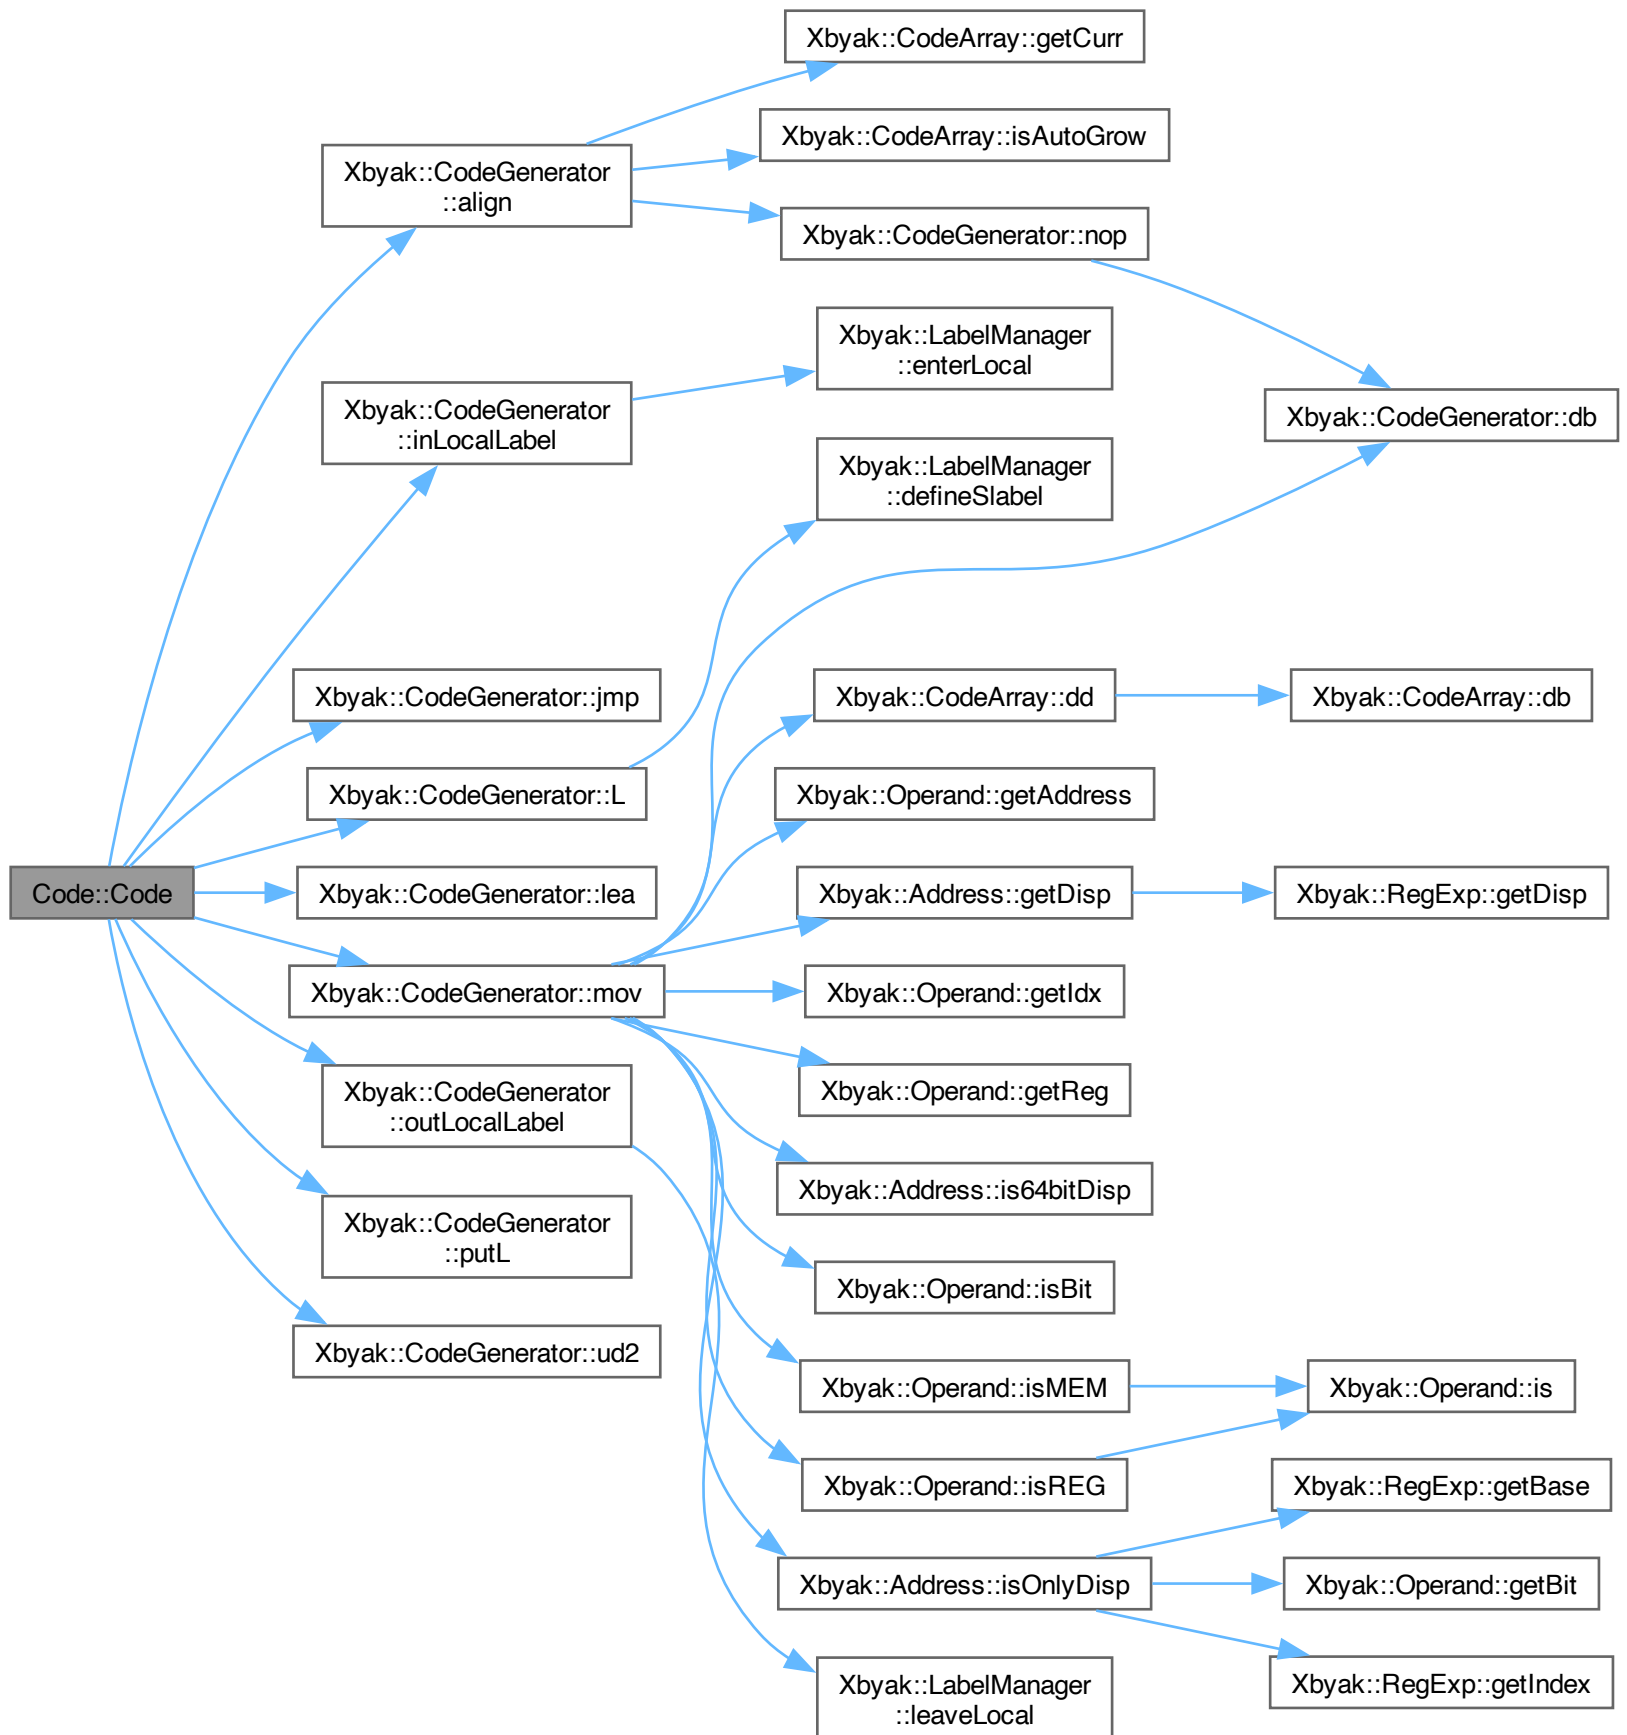 Xbyak::CodeArray::getCurr
Xbyak::CodeArray::isAutoGrow
Xbyak::CodeGenerator
::align
Xbyak::CodeGenerator::nop
Xbyak::LabelManager
::enterLocal
Xbyak::CodeGenerator
::inLocalLabel
Xbyak::CodeGenerator::db
Xbyak::LabelManager
::defineSlabel
Xbyak::CodeGenerator::jmp
Xbyak::CodeArray::dd
Xbyak::CodeArray::db
Xbyak::CodeGenerator::L
Xbyak::Operand::getAddress
Code::Code
Xbyak::CodeGenerator::lea
Xbyak::Address::getDisp
Xbyak::RegExp::getDisp
Xbyak::CodeGenerator::mov
Xbyak::Operand::getIdx
Xbyak::CodeGenerator
::outLocalLabel
Xbyak::Operand::getReg
Xbyak::Address::is64bitDisp
Xbyak::CodeGenerator
::putL
Xbyak::Operand::isBit
Xbyak::CodeGenerator::ud2
Xbyak::Operand::isMEM
Xbyak::Operand::is
Xbyak::Operand::isREG
Xbyak::RegExp::getBase
Xbyak::Address::isOnlyDisp
Xbyak::Operand::getBit
Xbyak::LabelManager
::leaveLocal
Xbyak::RegExp::getIndex